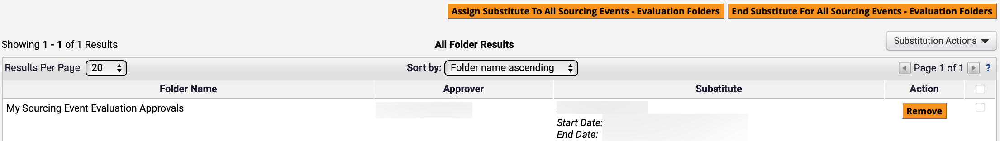 Assign Substitute To All Sourcing Events - Evaluation Folders End Substitute For All Sourcing Events - Evaluation Folders
Showing 1 - 1 of 1 Results All Folder Results Substitution Actions
Results Per Page 20 Sort by: Folder name ascending Page 1 of 1 ?
Folder Name Approver Substitute Action
My Sourcing Event Evaluation Approvals Remove
Start Date:
End Date: